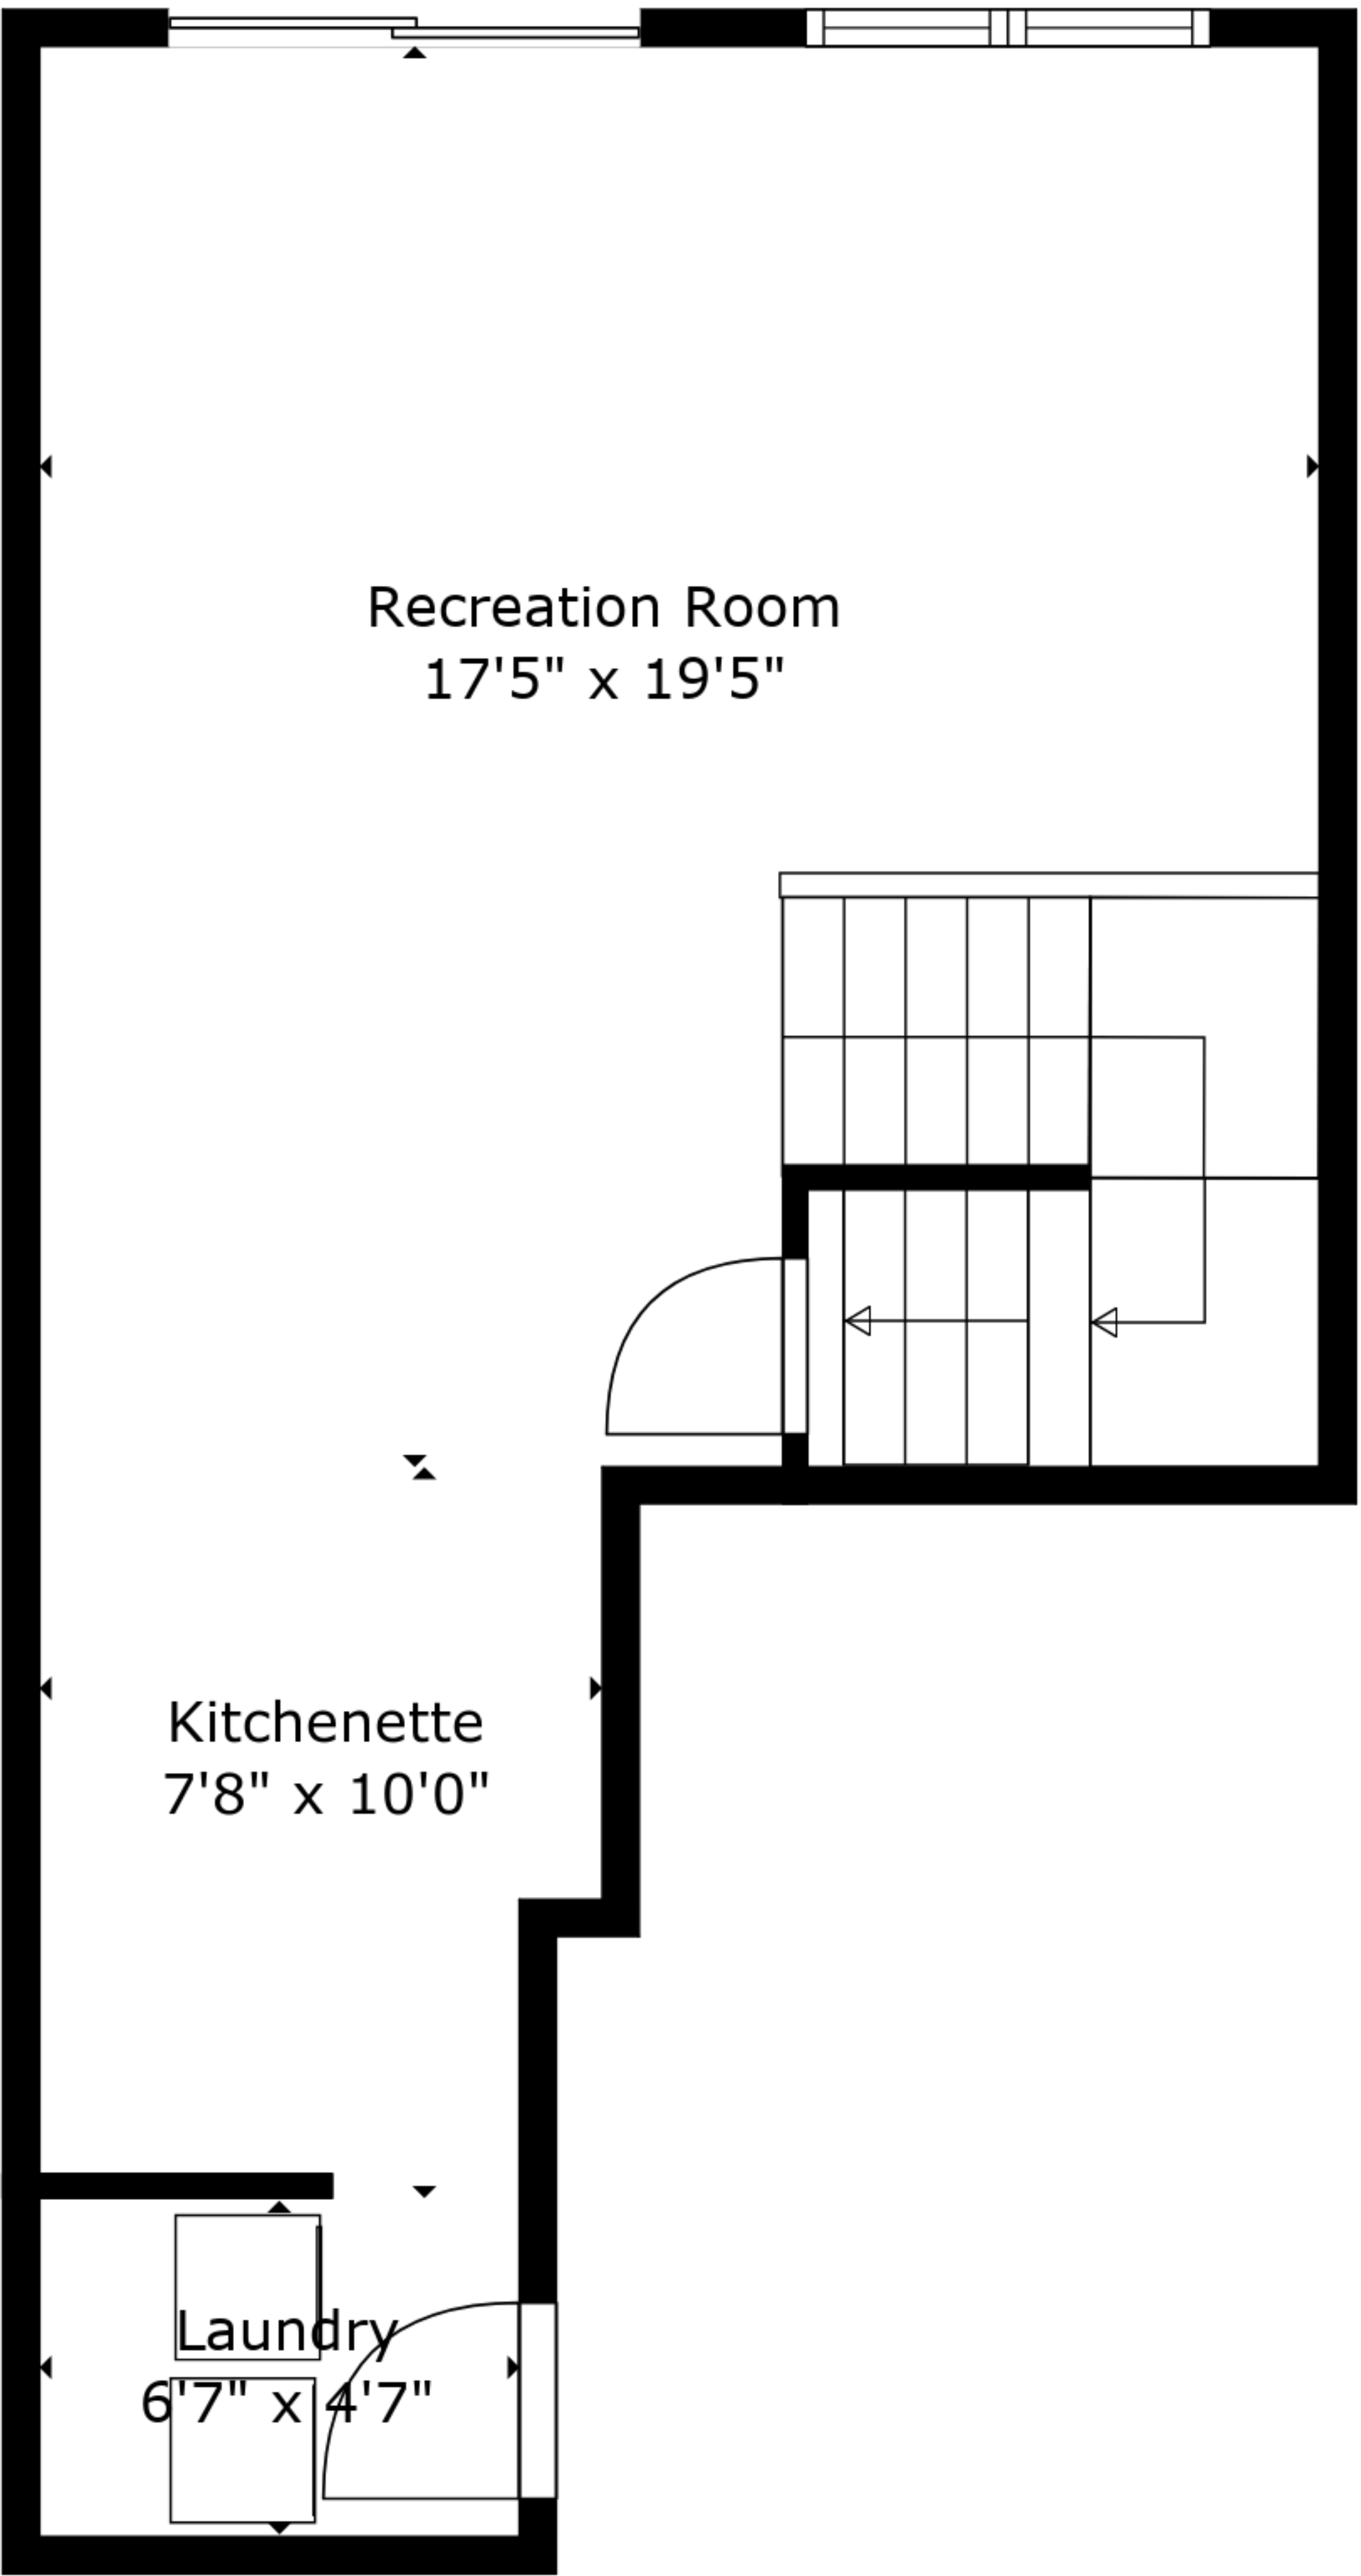 Recreation Room
17'5" x 19'5"
Kitchenette
7'8" x 10'0"
Laundry
6'7" x 4'7"